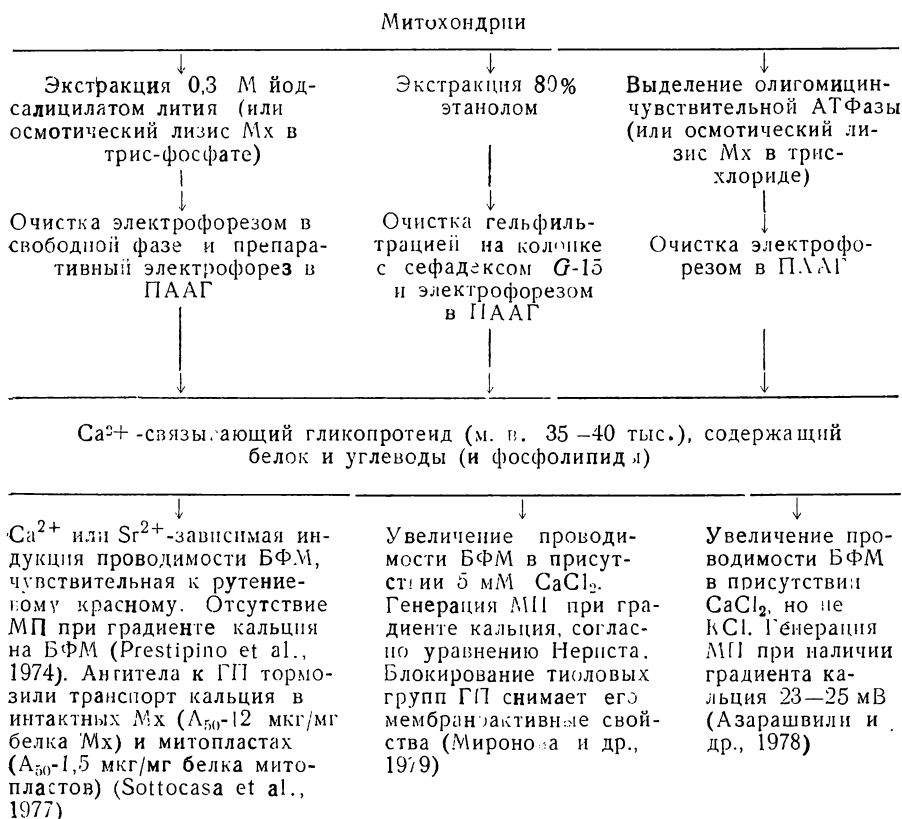 Митохондрии
Экстракция 0,3 М йод-
салицилатом лития (или
осмотический лизис Мх в
трис-фосфате)
Экстракция 80%
этанолом
Выделение олигомицин-
чувствительной АТФазы
(или осмотический ли-
зис Мх в трис-
хлориде)
Очистка электрофорезом в
свободной фазе и препара-
тивный электрофорез в
ПААГ
Очистка гельфиль-
трацией на колонке
с сефадексом G-15
и электрофорезом
в ПААГ
Очистка электрофо-
резом в ПААГ
Ca²⁺-связывающий гликопротеид (м. в. 35–40 тыс.), содержащий
белок и углеводы (и фосфолипиды)
Ca²⁺ или Sr²⁺-зависимая ин-
дукция проводимости БФМ,
чувствительная к рутение-
вому красному. Отсутствие
МП при градиенте кальция
на БФМ (Prestipino et al.,
1974). Антитела к ГП тормо-
зили транспорт кальция в
интактных Мх (A₅₀-12 мкг/мг
белка Мх) и митопластах
(A₅₀-1,5 мкг/мг белка мито-
пластов) (Sottocasa et al.,
1977)
Увеличение проводи-
мости БФМ в присут-
ствии 5 мМ CaCl₂.
Генерация МП при гра-
диенте кальция, соглас-
но уравнению Нернста.
Блокирование тиоловых
групп ГП снимает его
мембраноактивные свой-
ства (Миронова и др.,
1979)
Увеличение про-
водимости БФМ
в присутствии
CaCl₂, но не
KCl. Генерация
МП при наличии
градиента ка-
льция 23—25 мВ
(Азарашвили и
др., 1978)